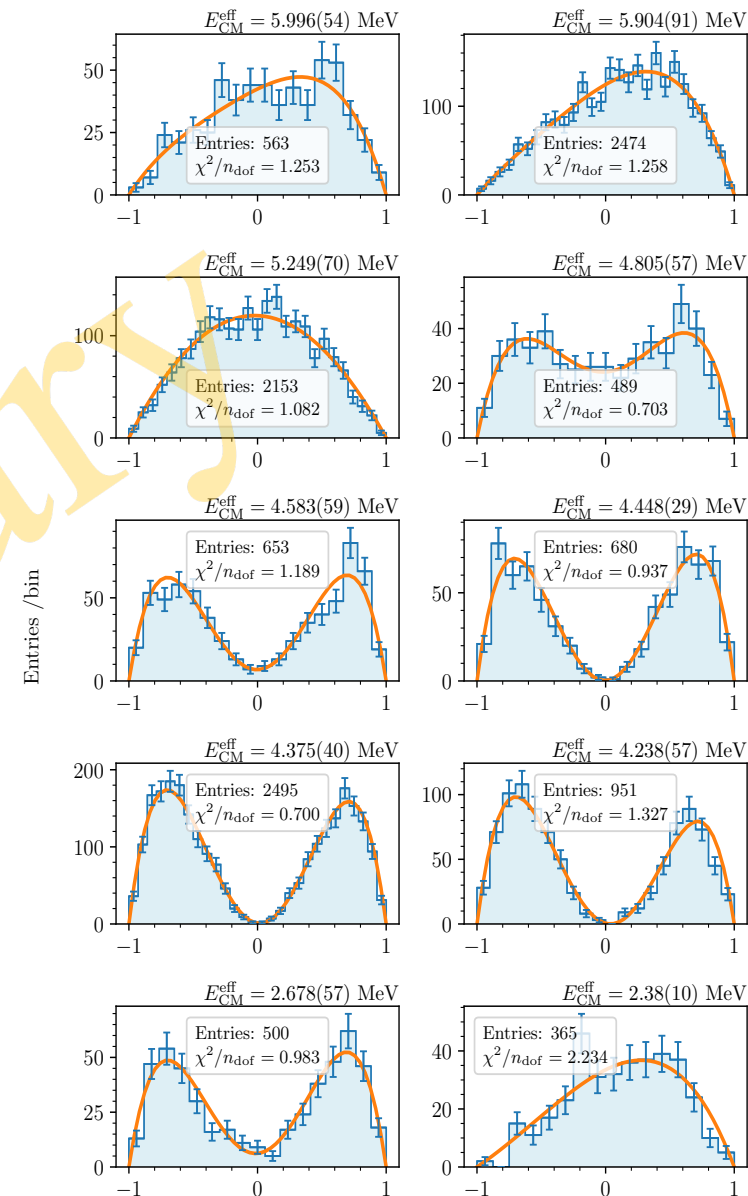 E_CM^eff = 5.996(54) MeV
50
25
0
Entries: 563
χ²/n_dof = 1.253
−1 0 1
E_CM^eff = 5.904(91) MeV
100
0
Entries: 2474
χ²/n_dof = 1.258
−1 0 1
E_CM^eff = 5.249(70) MeV
100
0
Entries: 2153
χ²/n_dof = 1.082
−1 0 1
E_CM^eff = 4.805(57) MeV
40
20
0
Entries: 489
χ²/n_dof = 0.703
−1 0 1
Entries /bin
E_CM^eff = 4.583(59) MeV
50
0
Entries: 653
χ²/n_dof = 1.189
−1 0 1
E_CM^eff = 4.448(29) MeV
50
0
Entries: 680
χ²/n_dof = 0.937
−1 0 1
E_CM^eff = 4.375(40) MeV
200
100
0
Entries: 2495
χ²/n_dof = 0.700
−1 0 1
E_CM^eff = 4.238(57) MeV
100
50
0
Entries: 951
χ²/n_dof = 1.327
−1 0 1
E_CM^eff = 2.678(57) MeV
50
25
0
Entries: 500
χ²/n_dof = 0.983
−1 0 1
E_CM^eff = 2.38(10) MeV
40
20
0
Entries: 365
χ²/n_dof = 2.234
−1 0 1
ary